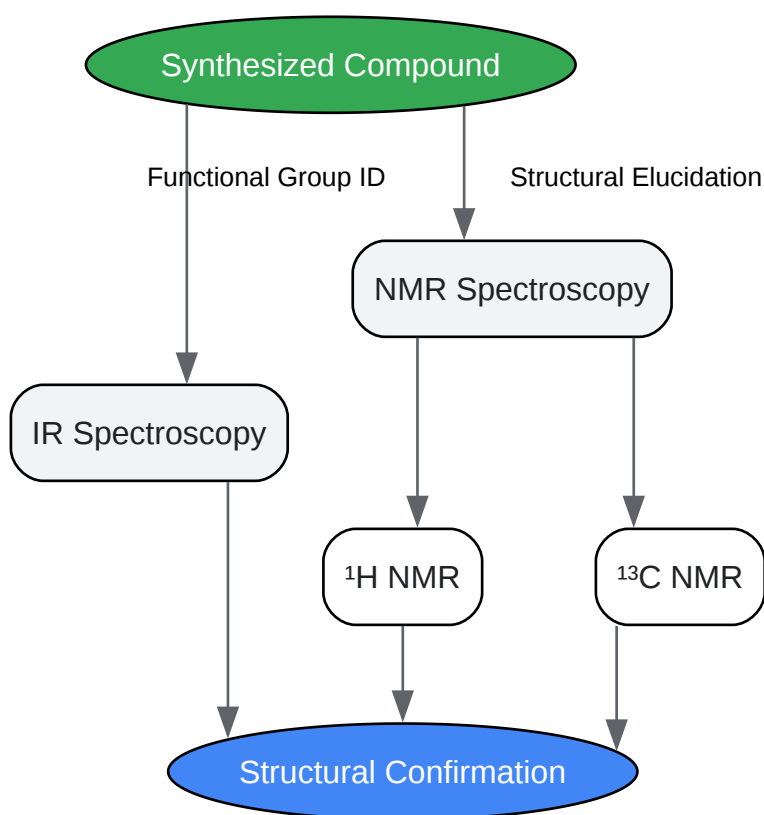 Synthesized Compound
Functional Group ID
Structural Elucidation
NMR Spectroscopy
IR Spectroscopy
¹H NMR
¹³C NMR
Structural Confirmation